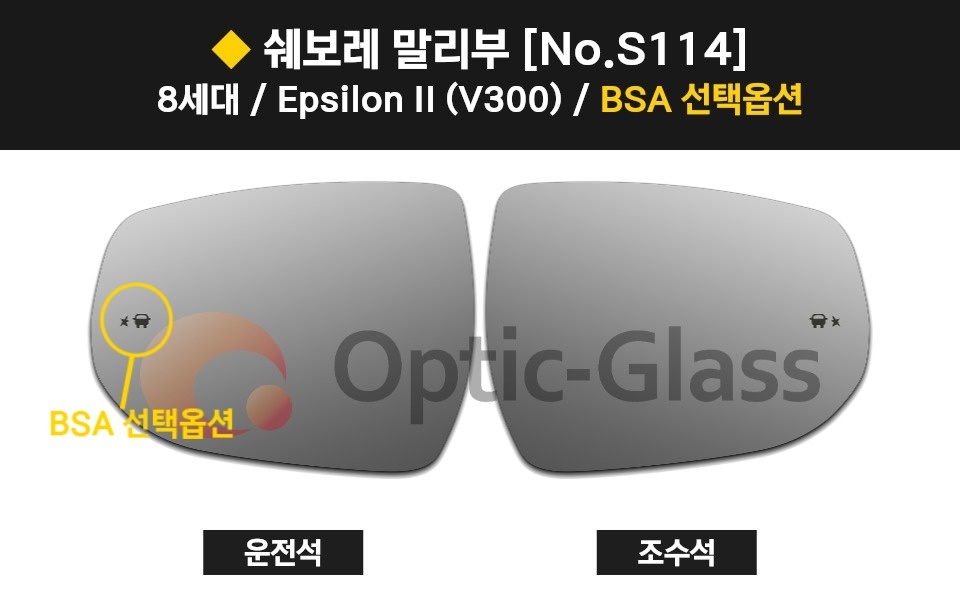 ◆ 쉐보레 말리부 [No.S114]
8세대 / Epsilon II (V300) / BSA 선택옵션
Optic-Glass
BSA 선택옵션
운전석
조수석